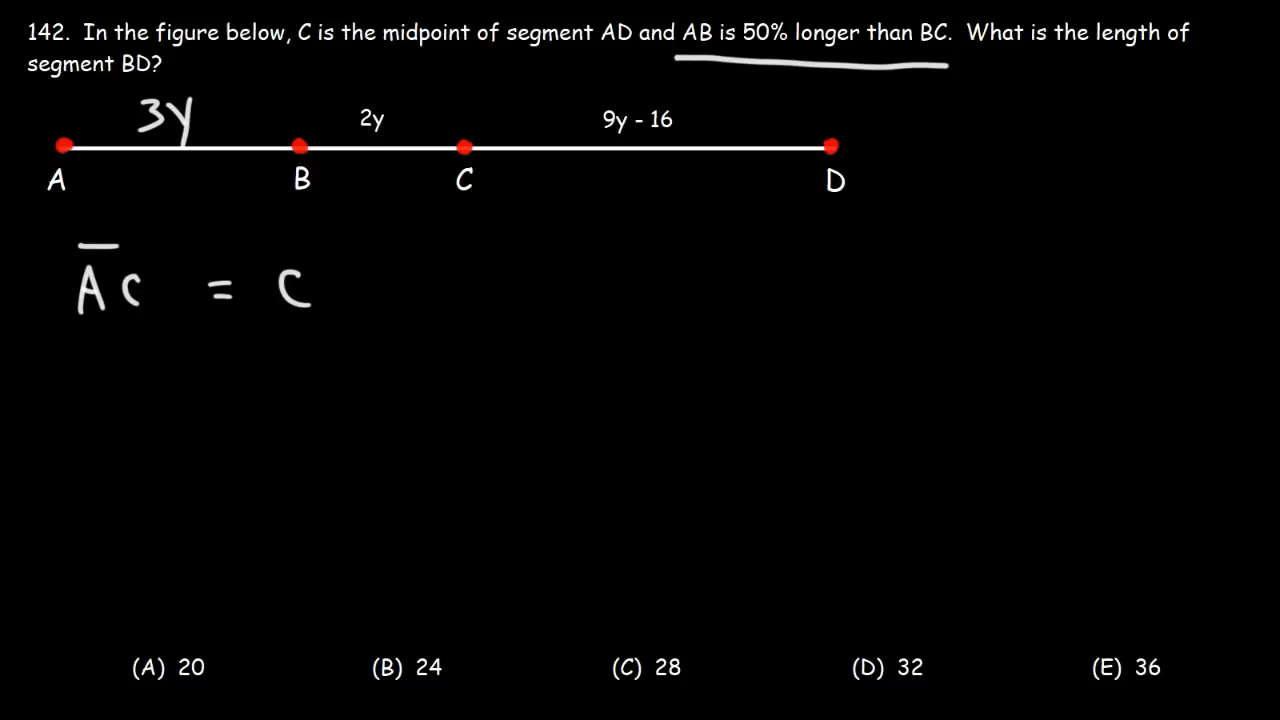 142. In the figure below, C is the midpoint of segment AD and AB is 50% longer than BC. What is the length of
segment BD?
3y 2y 9y - 16
A B C D
AC = C
(A) 20 (B) 24 (C) 28 (D) 32 (E) 36